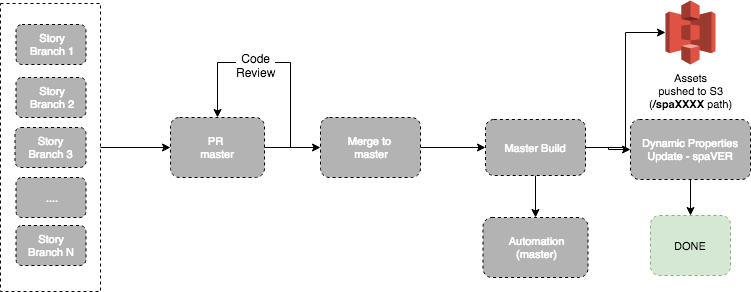 Story
Branch 1
Story
Branch 2
Story
Branch 3
....
Story
Branch N
Code
Review
PR
master
Merge to
master
Master Build
Automation
(master)
Assets
pushed to S3
(/spaXXXX path)
Dynamic Properties
Update - spaVER
DONE